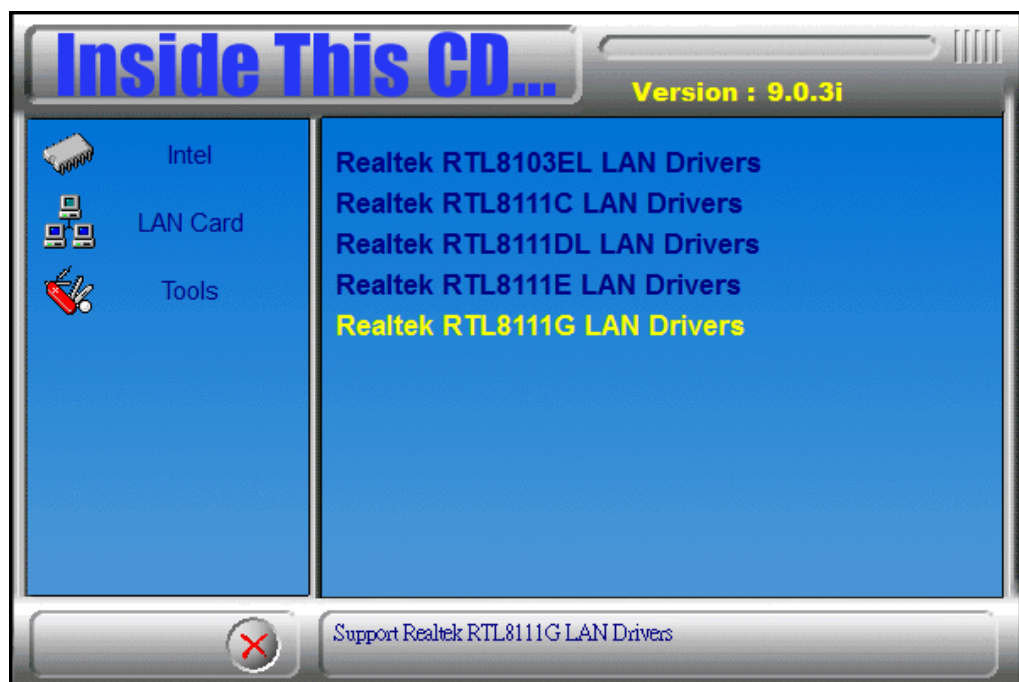 Inside This CD...
Version : 9.0.3i
Intel
LAN Card
Tools
Realtek RTL8103EL LAN Drivers
Realtek RTL8111C LAN Drivers
Realtek RTL8111DL LAN Drivers
Realtek RTL8111E LAN Drivers
Realtek RTL8111G LAN Drivers
Support Realtek RTL8111G LAN Drivers